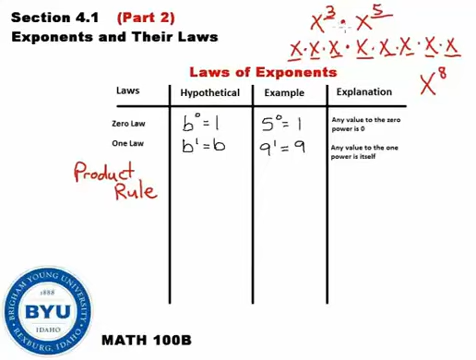 Section 4.1 (Part 2)
Exponents and Their Laws
x³ · x⁵
x · x · x · x · x · x · x · x
x⁸
Laws of Exponents
Laws Hypothetical Example Explanation
Zero Law b⁰ = 1 5⁰ = 1 Any value to the zero
power is 0
One Law b¹ = b 9¹ = 9 Any value to the one
power is itself
Product
Rule
BRIGHAM YOUNG UNIVERSITY
1888
BYU
IDAHO
REXBURG, IDAHO
MATH 100B